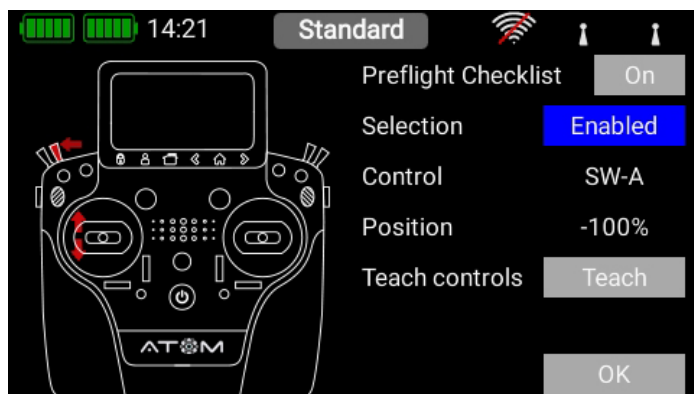 14:21 Standard
Preflight Checklist On
Selection Enabled
Control SW-A
Position -100%
Teach controls Teach
ATOM
OK